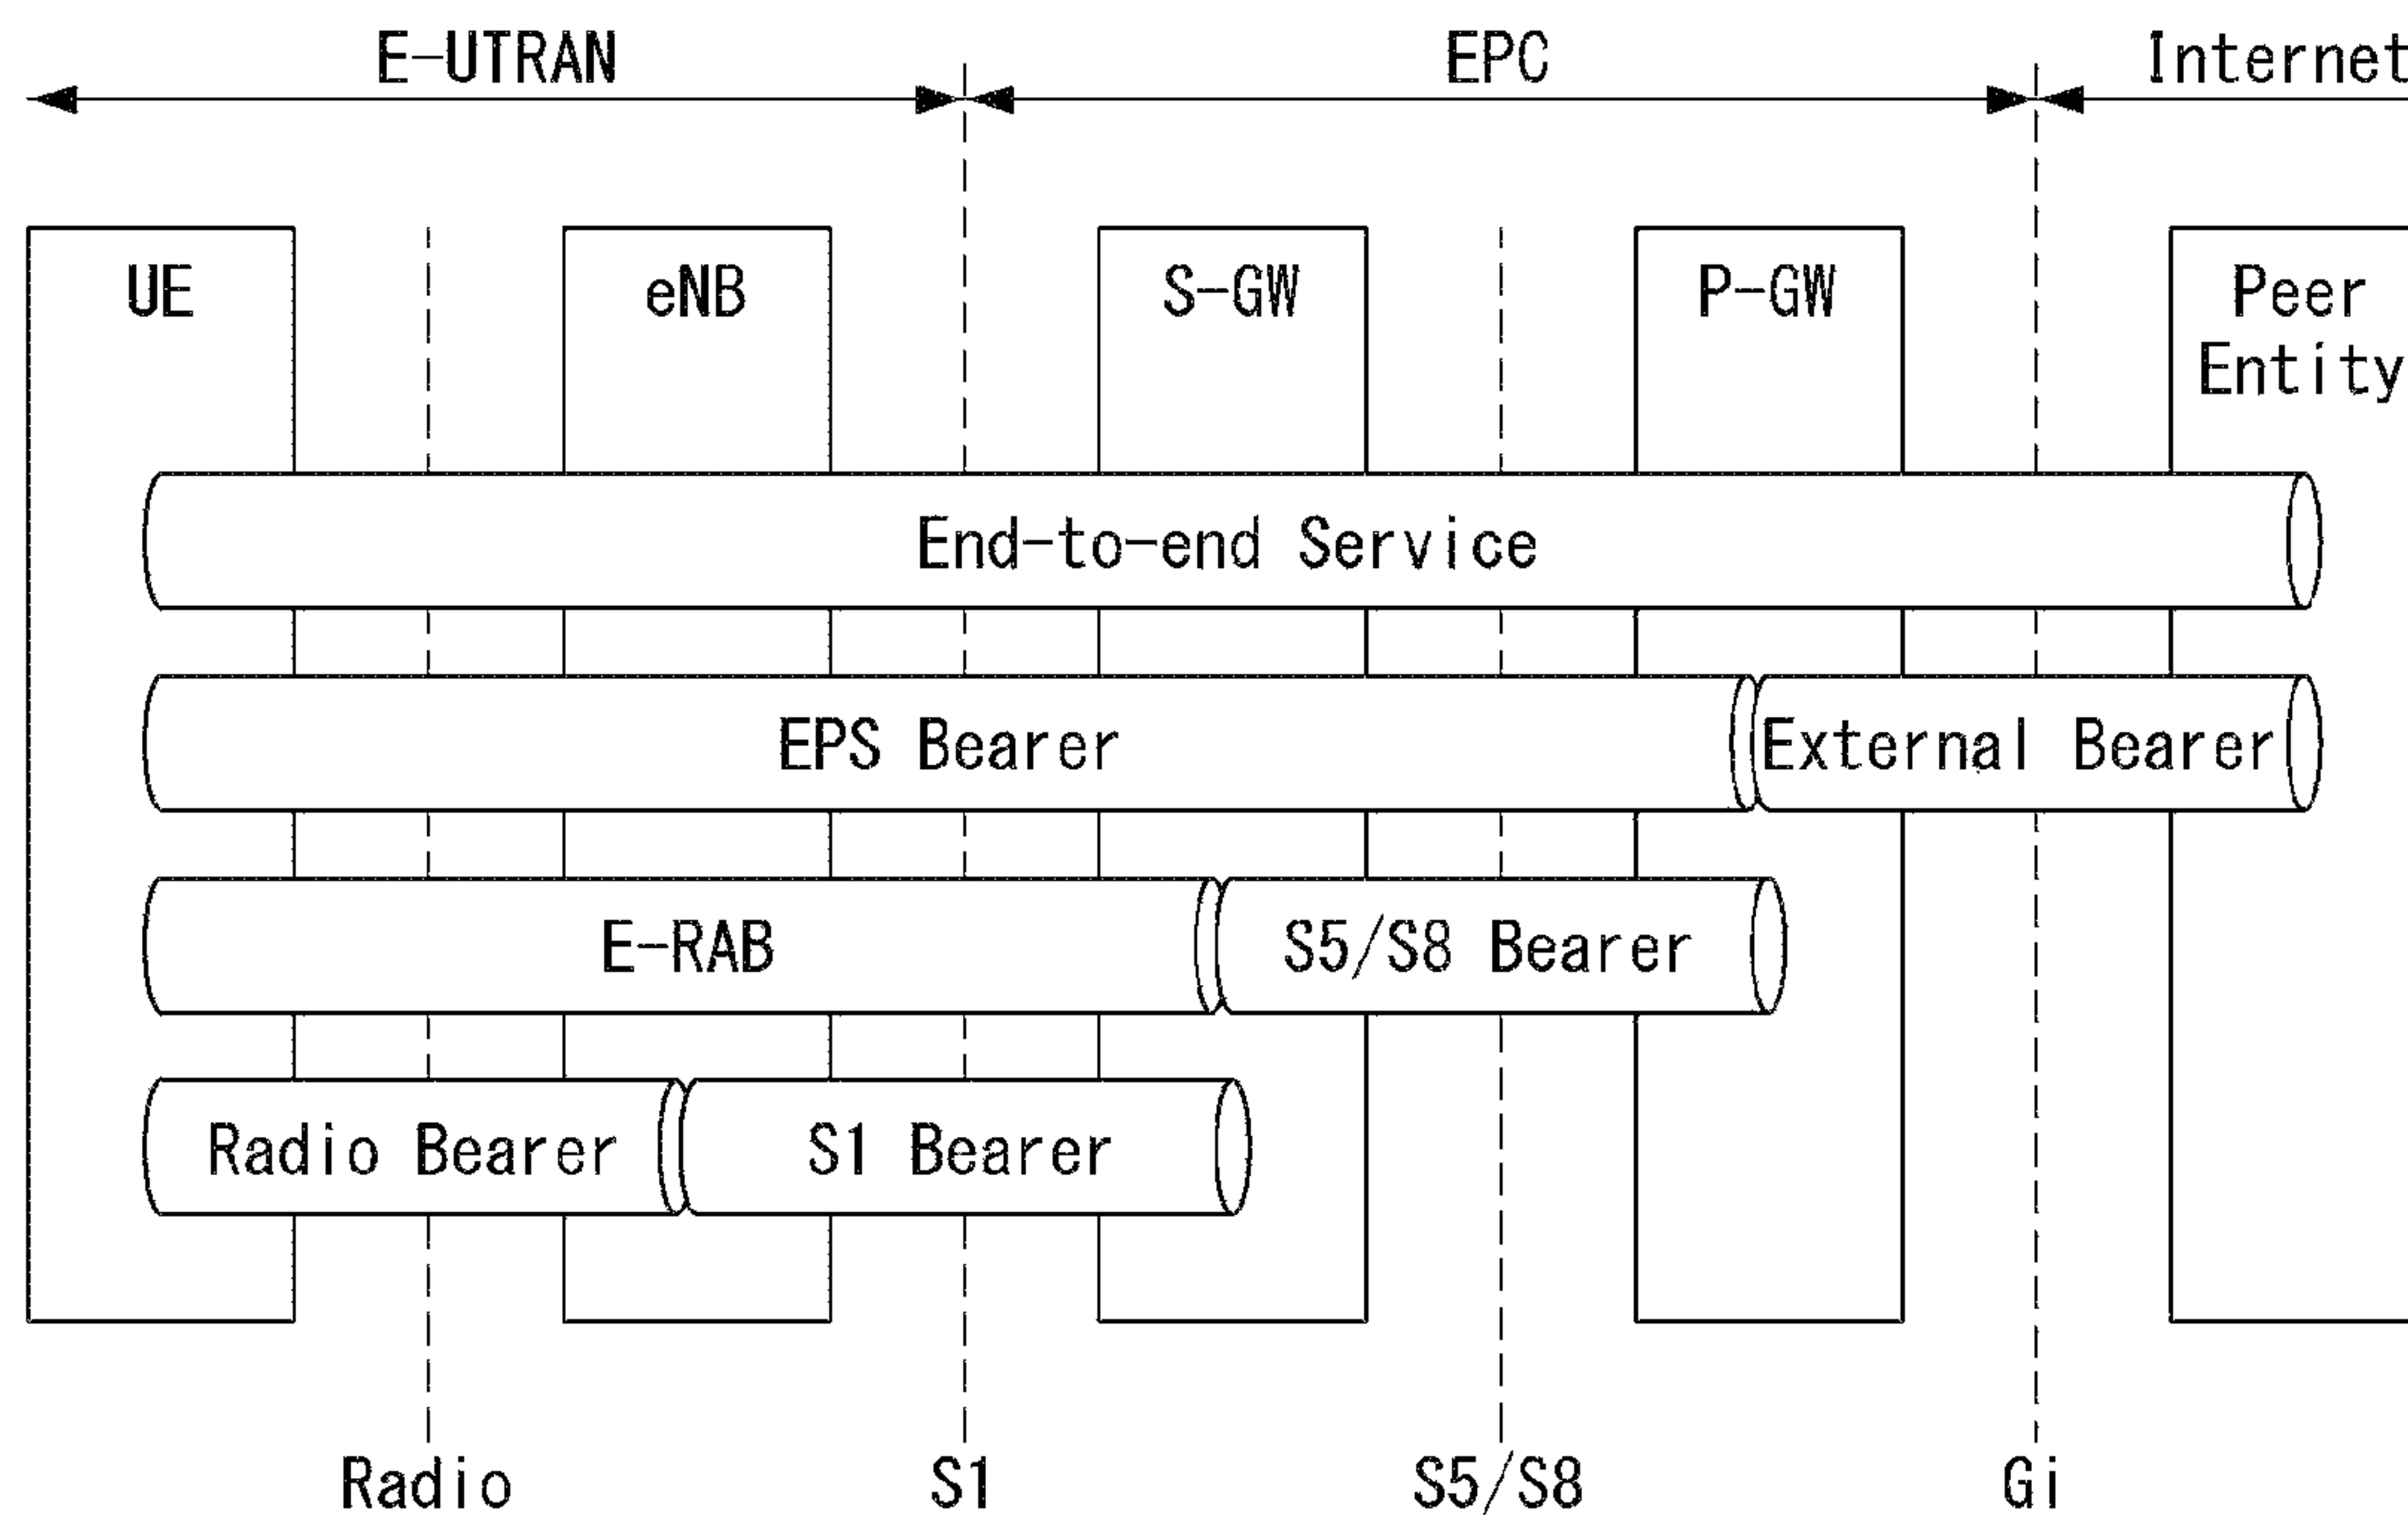 E-UTRAN EPC Internet
UE eNB S-GW P-GW Peer
Entity
End-to-end Service
EPS Bearer External Bearer
E-RAB S5/S8 Bearer
Radio Bearer S1 Bearer
Radio S1 S5/S8 Gi